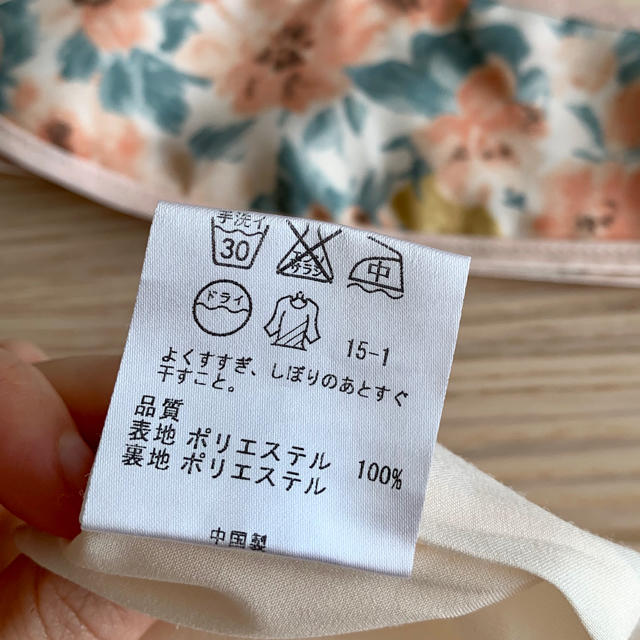 手洗イ
30
エンソ
サラシ
中
ドライ
15-1
よくすすぎ、しぼりのあとすぐ
干すこと。
品質
表地 ポリエステル
裏地 ポリエステル 100%
中国製